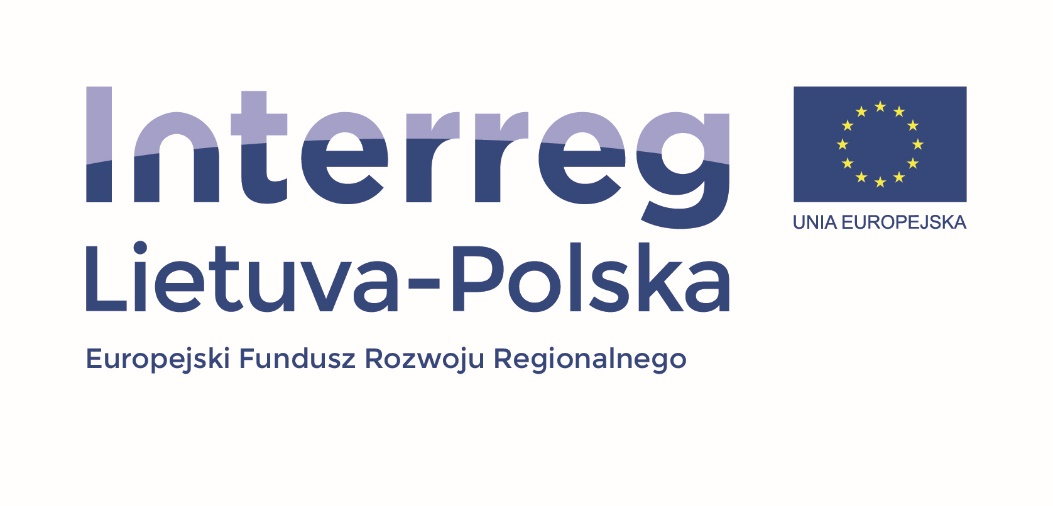 Interreg
Lietuva-Polska
Europejski Fundusz Rozwoju Regionalnego
UNIA EUROPEJSKA